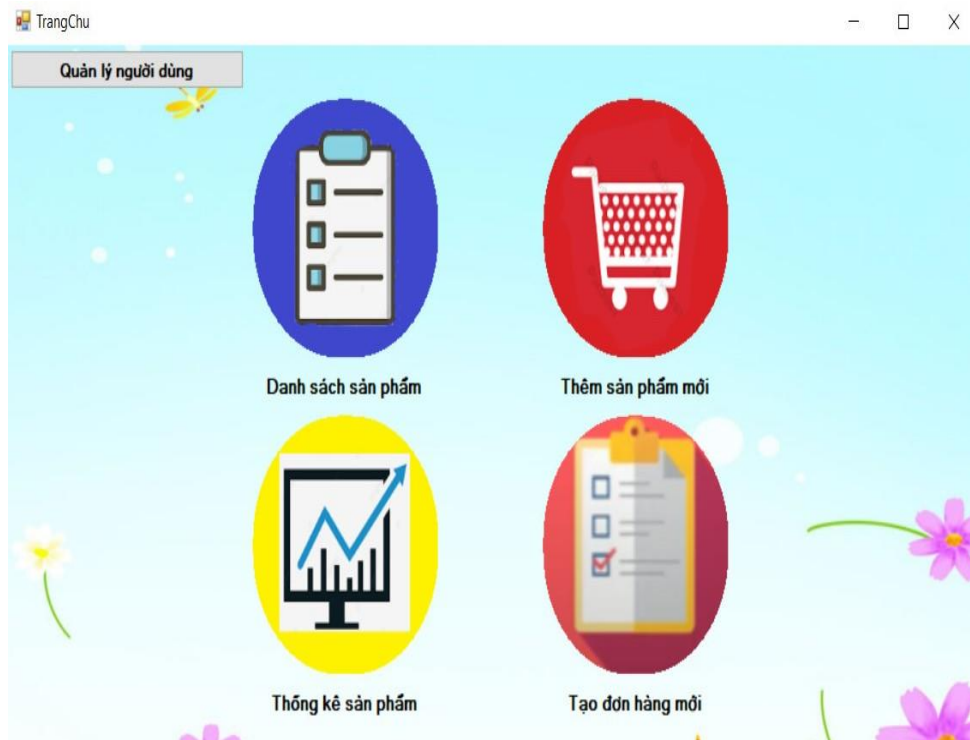 TrangChu
Quản lý người dùng
Danh sách sản phẩm
Thêm sản phẩm mới
Thống kê sản phẩm
Tạo đơn hàng mới